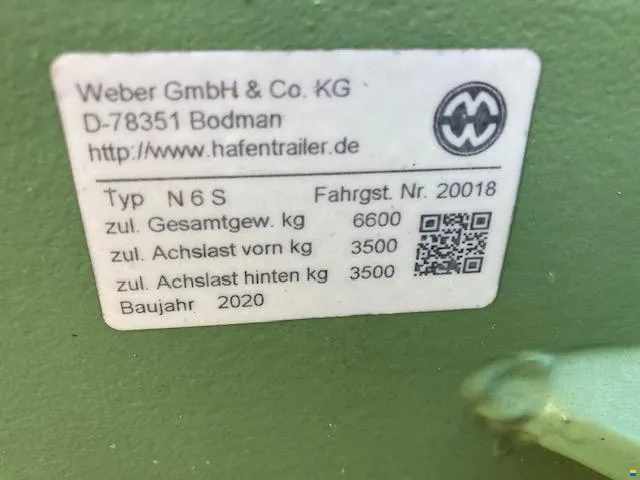 Weber GmbH & Co. KG
D-78351 Bodman
http://www.hafentrailer.de
Typ N 6 S Fahrgst. Nr. 20018
zul. Gesamtgew. kg 6600
zul. Achslast vorn kg 3500
zul. Achslast hinten kg 3500
Baujahr 2020